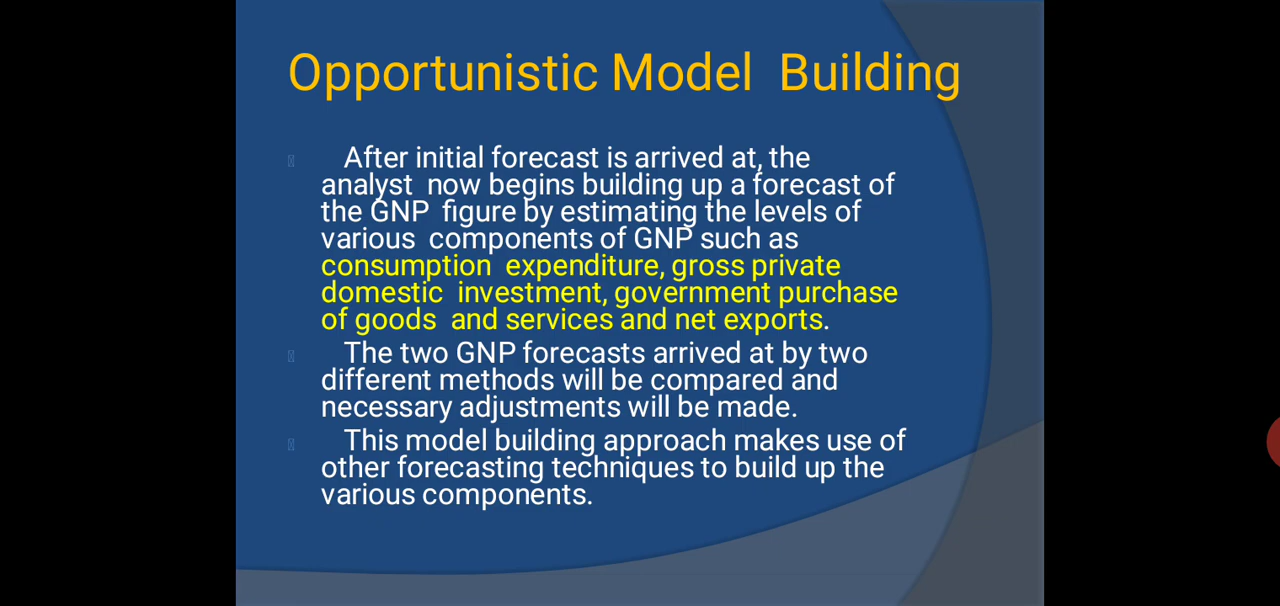 Opportunistic Model  Building
After initial forecast is arrived at, the
analyst  now begins building up a forecast of
the GNP  figure by estimating the levels of
various  components of GNP such as
consumption  expenditure, gross private
domestic  investment, government purchase
of goods  and services and net exports.
The two GNP forecasts arrived at by two
different methods will be compared and
necessary adjustments will be made.
This model building approach makes use of
other forecasting techniques to build up the
various components.